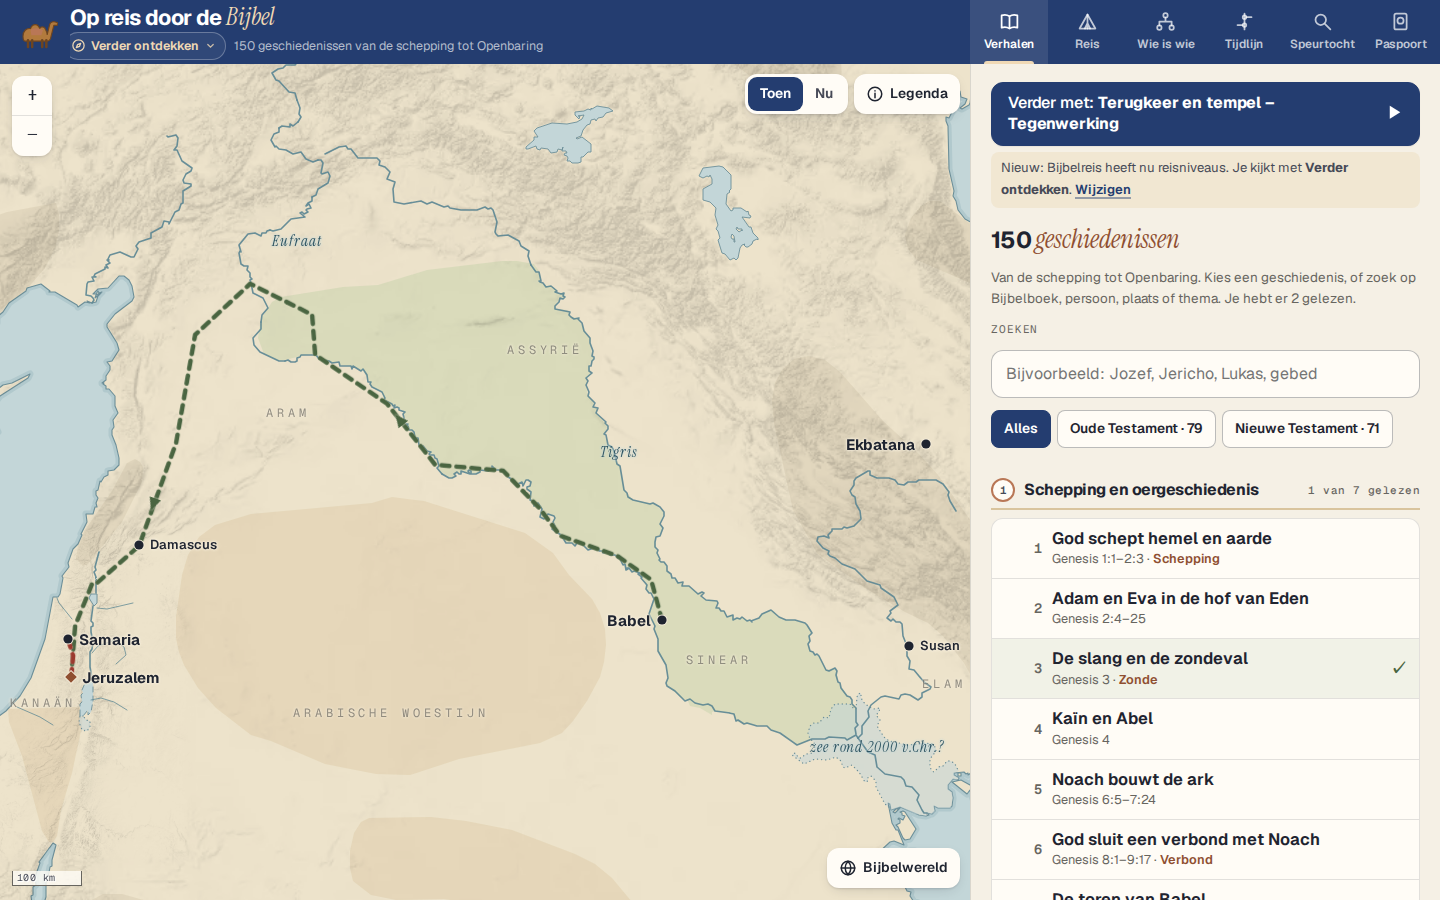 Op reis door de Bijbel
Verder ontdekken
150 geschiedenissen van de schepping tot Openbaring
Verhalen
Reis
Wie is wie
Tijdlijn
Speurtocht
Paspoort
+
−
Toen
Nu
Legenda
Eufraat
ASSYRIË
ARAM
Tigris
Ekbatana
Damascus
Babel
Samaria
Susan
SINEAR
Jeruzalem
ELAM
KANAÄN
ARABISCHE WOESTIJN
zee rond 2000 v.Chr.?
100 km
Bijbelwereld
Verder met: Terugkeer en tempel –
Tegenwerking
Nieuw: Bijbelreis heeft nu reisniveaus. Je kijkt met Verder
ontdekken. Wijzigen
150 geschiedenissen
Van de schepping tot Openbaring. Kies een geschiedenis, of zoek op
Bijbelboek, persoon, plaats of thema. Je hebt er 2 gelezen.
ZOEKEN
Bijvoorbeeld: Jozef, Jericho, Lukas, gebed
Alles
Oude Testament · 79
Nieuwe Testament · 71
1 Schepping en oergeschiedenis 1 van 7 gelezen
1 God schept hemel en aarde
Genesis 1:1–2:3 · Schepping
2 Adam en Eva in de hof van Eden
Genesis 2:4–25
3 De slang en de zondeval ✓
Genesis 3 · Zonde
4 Kaïn en Abel
Genesis 4
5 Noach bouwt de ark
Genesis 6:5–7:24
6 God sluit een verbond met Noach
Genesis 8:1–9:17 · Verbond
De toren van Babel